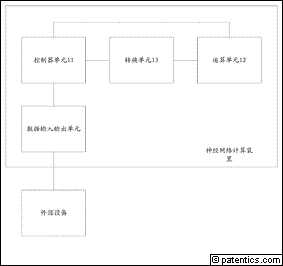 控制器单元11
转换单元13
运算单元12
数据输入输出单元
神经网络计算装
置
外部设备
© patentics.com